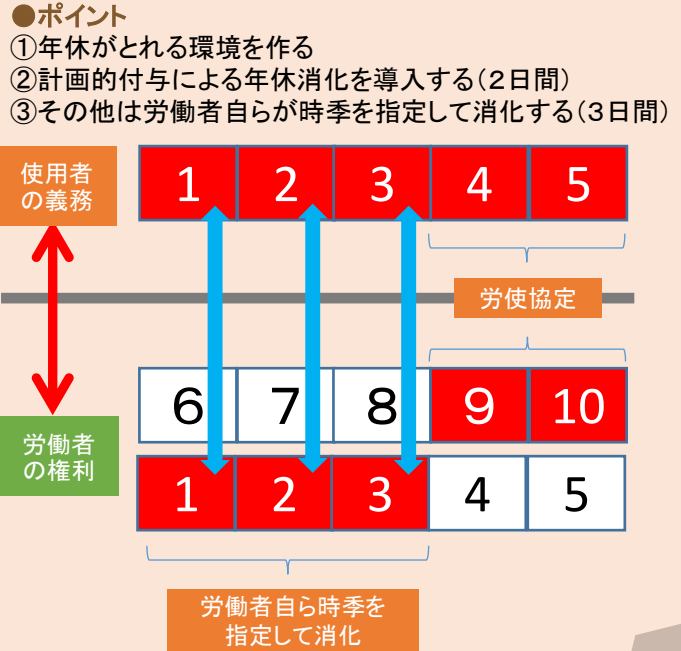 ●ポイント
①年休がとれる環境を作る
②計画的付与による年休消化を導入する(2日間)
③その他は労働者自らが時季を指定して消化する(3日間)
使用者
の義務
1 2 3 4 5
労使協定
6 7 8 9 10
労働者
の権利
1 2 3 4 5
労働者自ら時季を
指定して消化